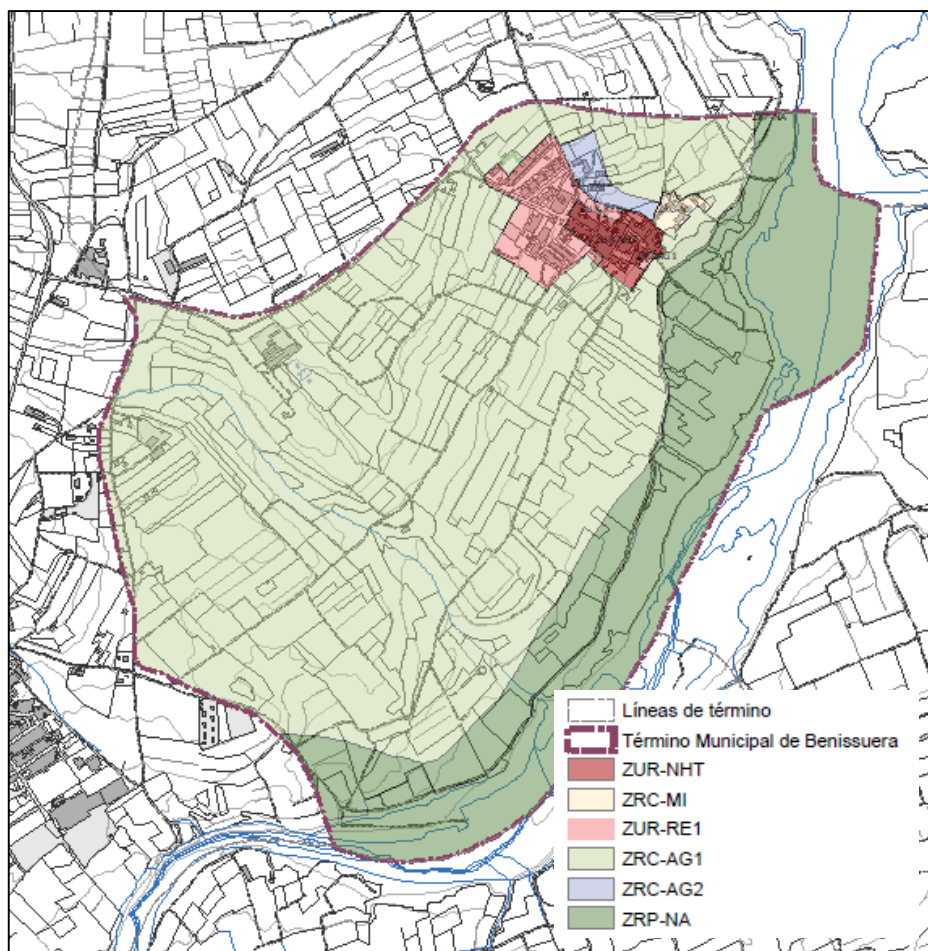 Líneas de término
Término Municipal de Benissuera
ZUR-NHT
ZRC-MI
ZUR-RE1
ZRC-AG1
ZRC-AG2
ZRP-NA